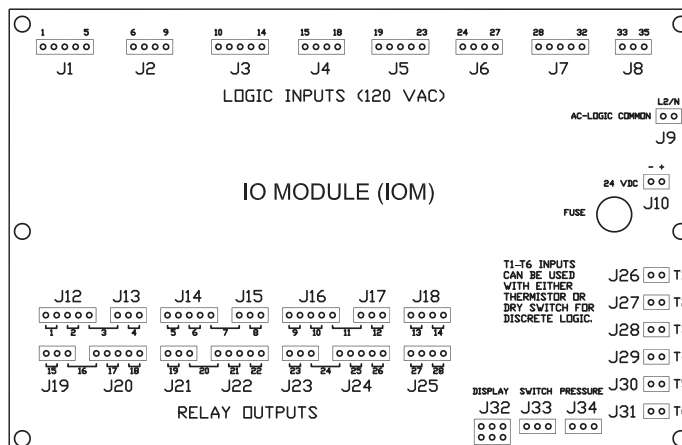 1 5 6 9 10 14 15 18 19 23 24 27 28 32 33 35
J1 J2 J3 J4 J5 J6 J7 J8
LOGIC INPUTS (120 VAC)
L2/N
AC-LOGIC COMMON
J9
- +
24 VDC
J10
IO MODULE (IOM)
FUSE
T1-T6 INPUTS
CAN BE USED
WITH EITHER
THERMISTOR OR
DRY SWITCH FOR
DISCRETE LOGIC.
J26
J27
J28
J29
J30
J31
J12 J13 J14 J15 J16 J17 J18
1 2 3 4 5 6 7 8 9 10 11 12 13 14
15 16 17 18 19 20 21 22 23 24 25 26 27 28
J19 J20 J21 J22 J23 J24 J25
RELAY OUTPUTS
DISPLAY SWITCH PRESSURE
J32 J33 J34